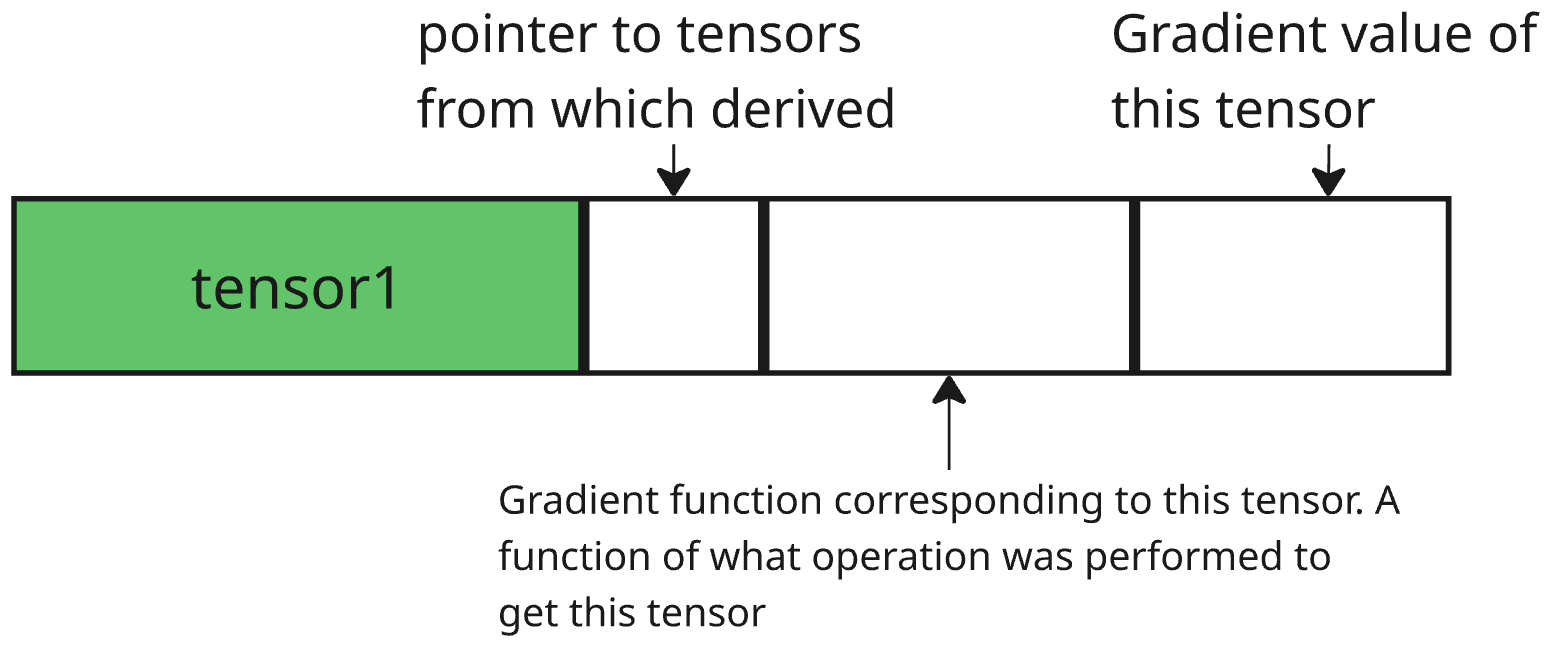 pointer to tensors
from which derived
Gradient value of
this tensor
tensor1
Gradient function corresponding to this tensor. A
function of what operation was performed to
get this tensor